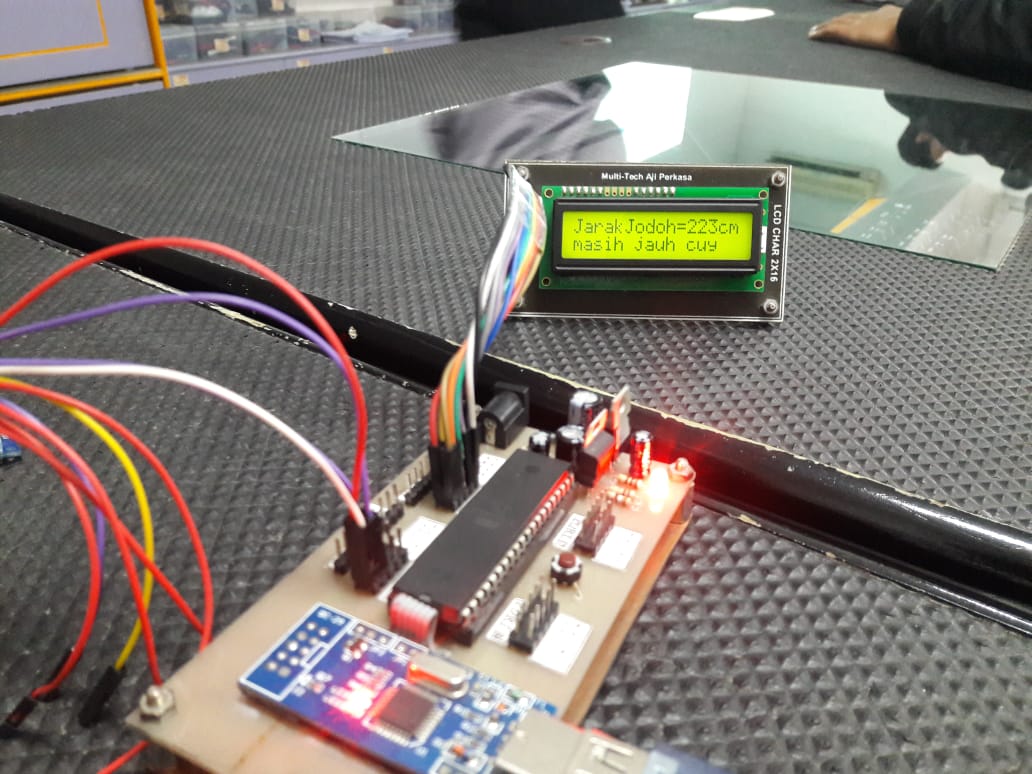 Multi-Tech Aji Perkasa
JarakJodoh=223cm
masih jauh cuy
LCD CHAR 2X16